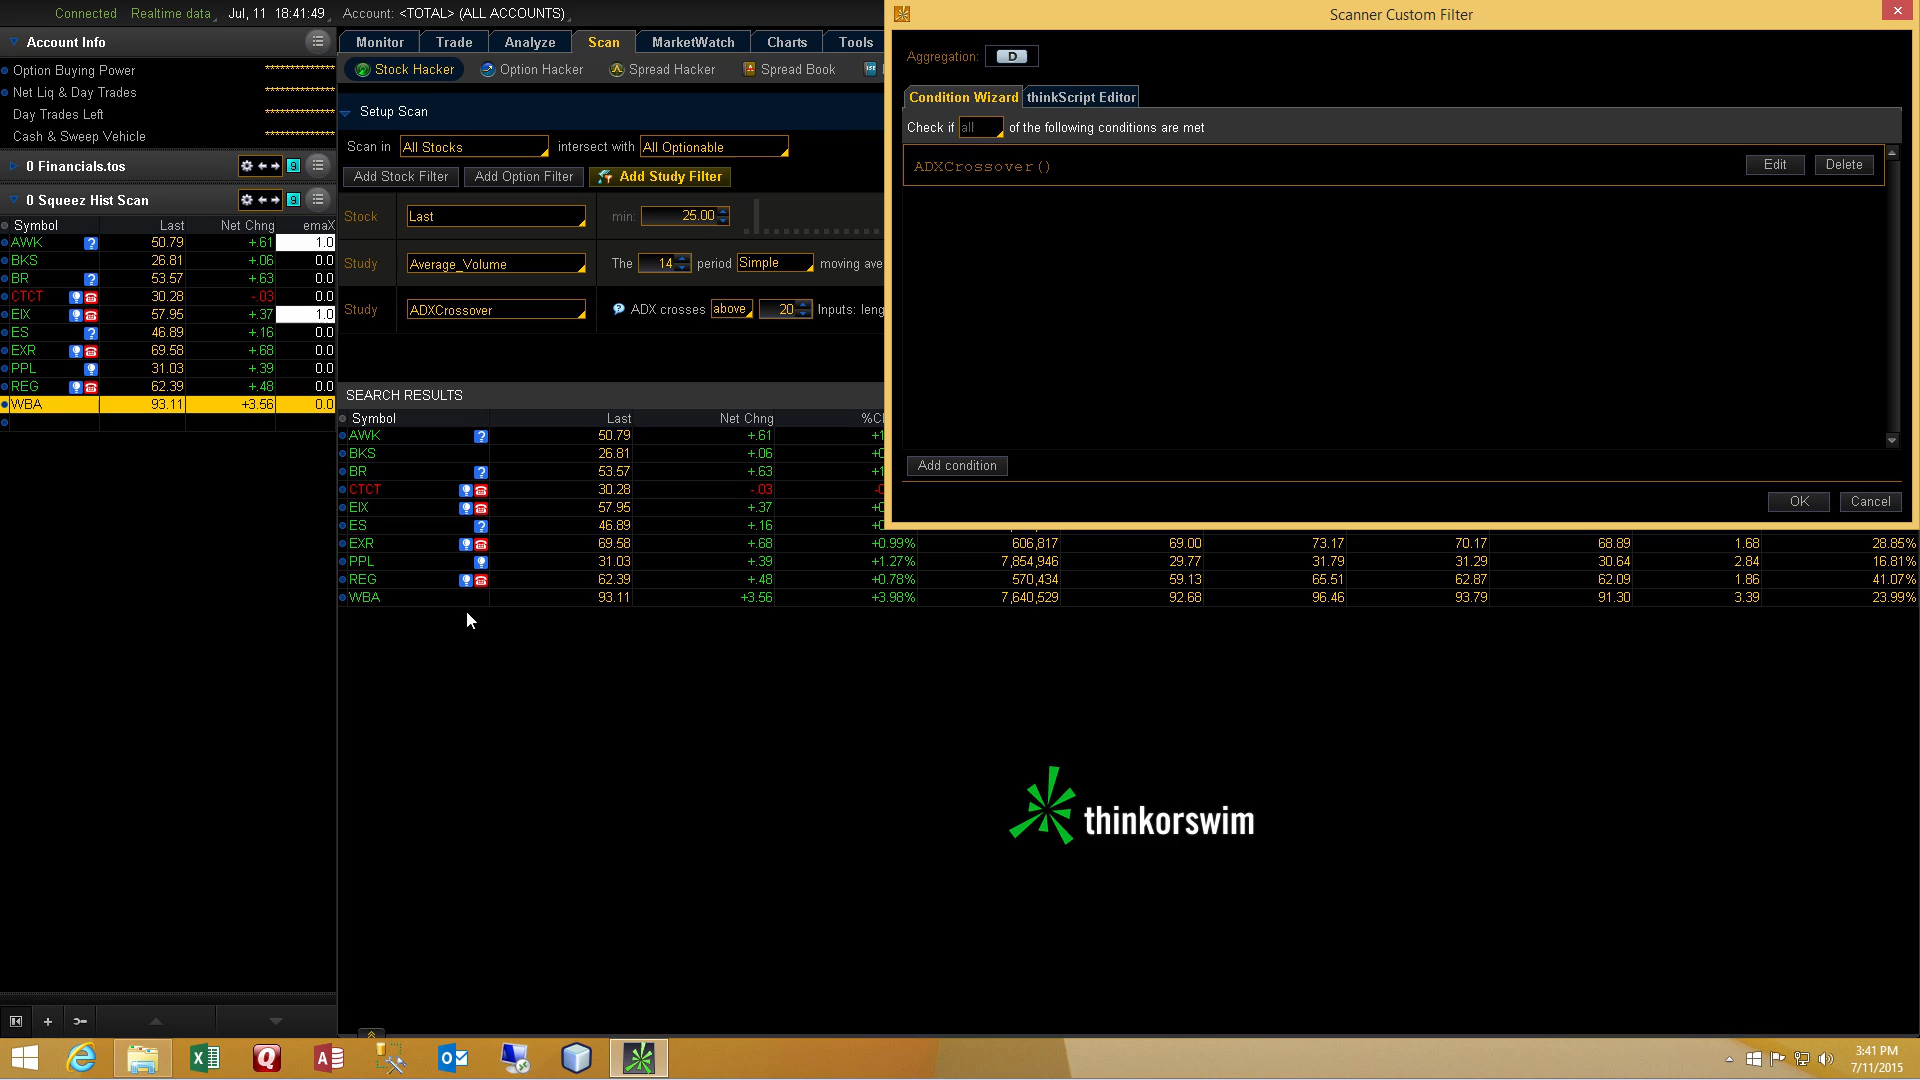 Connected Realtime data Jul, 11 18:41:49 Account: <TOTAL> (ALL ACCOUNTS)
Scanner Custom Filter
Account Info
Option Buying Power *************
Net Liq & Day Trades *************
Day Trades Left *************
Cash & Sweep Vehicle *************
0 Financials.tos 9
0 Squeez Hist Scan 9
Symbol Last Net Chng emaX
AWK ? 50.79 +.61 1.0
BKS 26.81 +.06 0.0
BR ? 53.57 +.63 0.0
CTCT 30.28 -.03 0.0
EIX 57.95 +.37 1.0
ES ? 46.89 +.16 0.0
EXR 69.58 +.68 0.0
PPL 31.03 +.39 0.0
REG 62.39 +.48 0.0
WBA 93.11 +3.56 0.0
Monitor Trade Analyze Scan MarketWatch Charts Tools
Stock Hacker Option Hacker Spread Hacker Spread Book
Setup Scan
Scan in All Stocks intersect with All Optionable
Add Stock Filter Add Option Filter Add Study Filter
Stock Last min: 25.00
Study Average_Volume The 14 period Simple moving ave
Study ADXCrossover ? ADX crosses above 20 Inputs: leng
Aggregation: D
Condition Wizard thinkScript Editor
Check if all of the following conditions are met
ADXCrossover() Edit Delete
Add condition
OK Cancel
SEARCH RESULTS
Symbol Last Net Chng %C
AWK ? 50.79 +.61 +1
BKS 26.81 +.06 +0
BR ? 53.57 +.63 +1
CTCT 30.28 -.03 -0
EIX 57.95 +.37 +0
ES ? 46.89 +.16 +0
EXR 69.58 +.68 +0.99% 606,817 69.00 73.17 70.17 68.89 1.68 28.85%
PPL 31.03 +.39 +1.27% 7,854,946 29.77 31.79 31.29 30.64 2.84 16.81%
REG 62.39 +.48 +0.78% 570,434 59.13 65.51 62.87 62.09 1.86 41.07%
WBA 93.11 +3.56 +3.98% 7,640,529 92.68 96.46 93.79 91.30 3.39 23.99%
thinkorswim
3:41 PM
7/11/2015